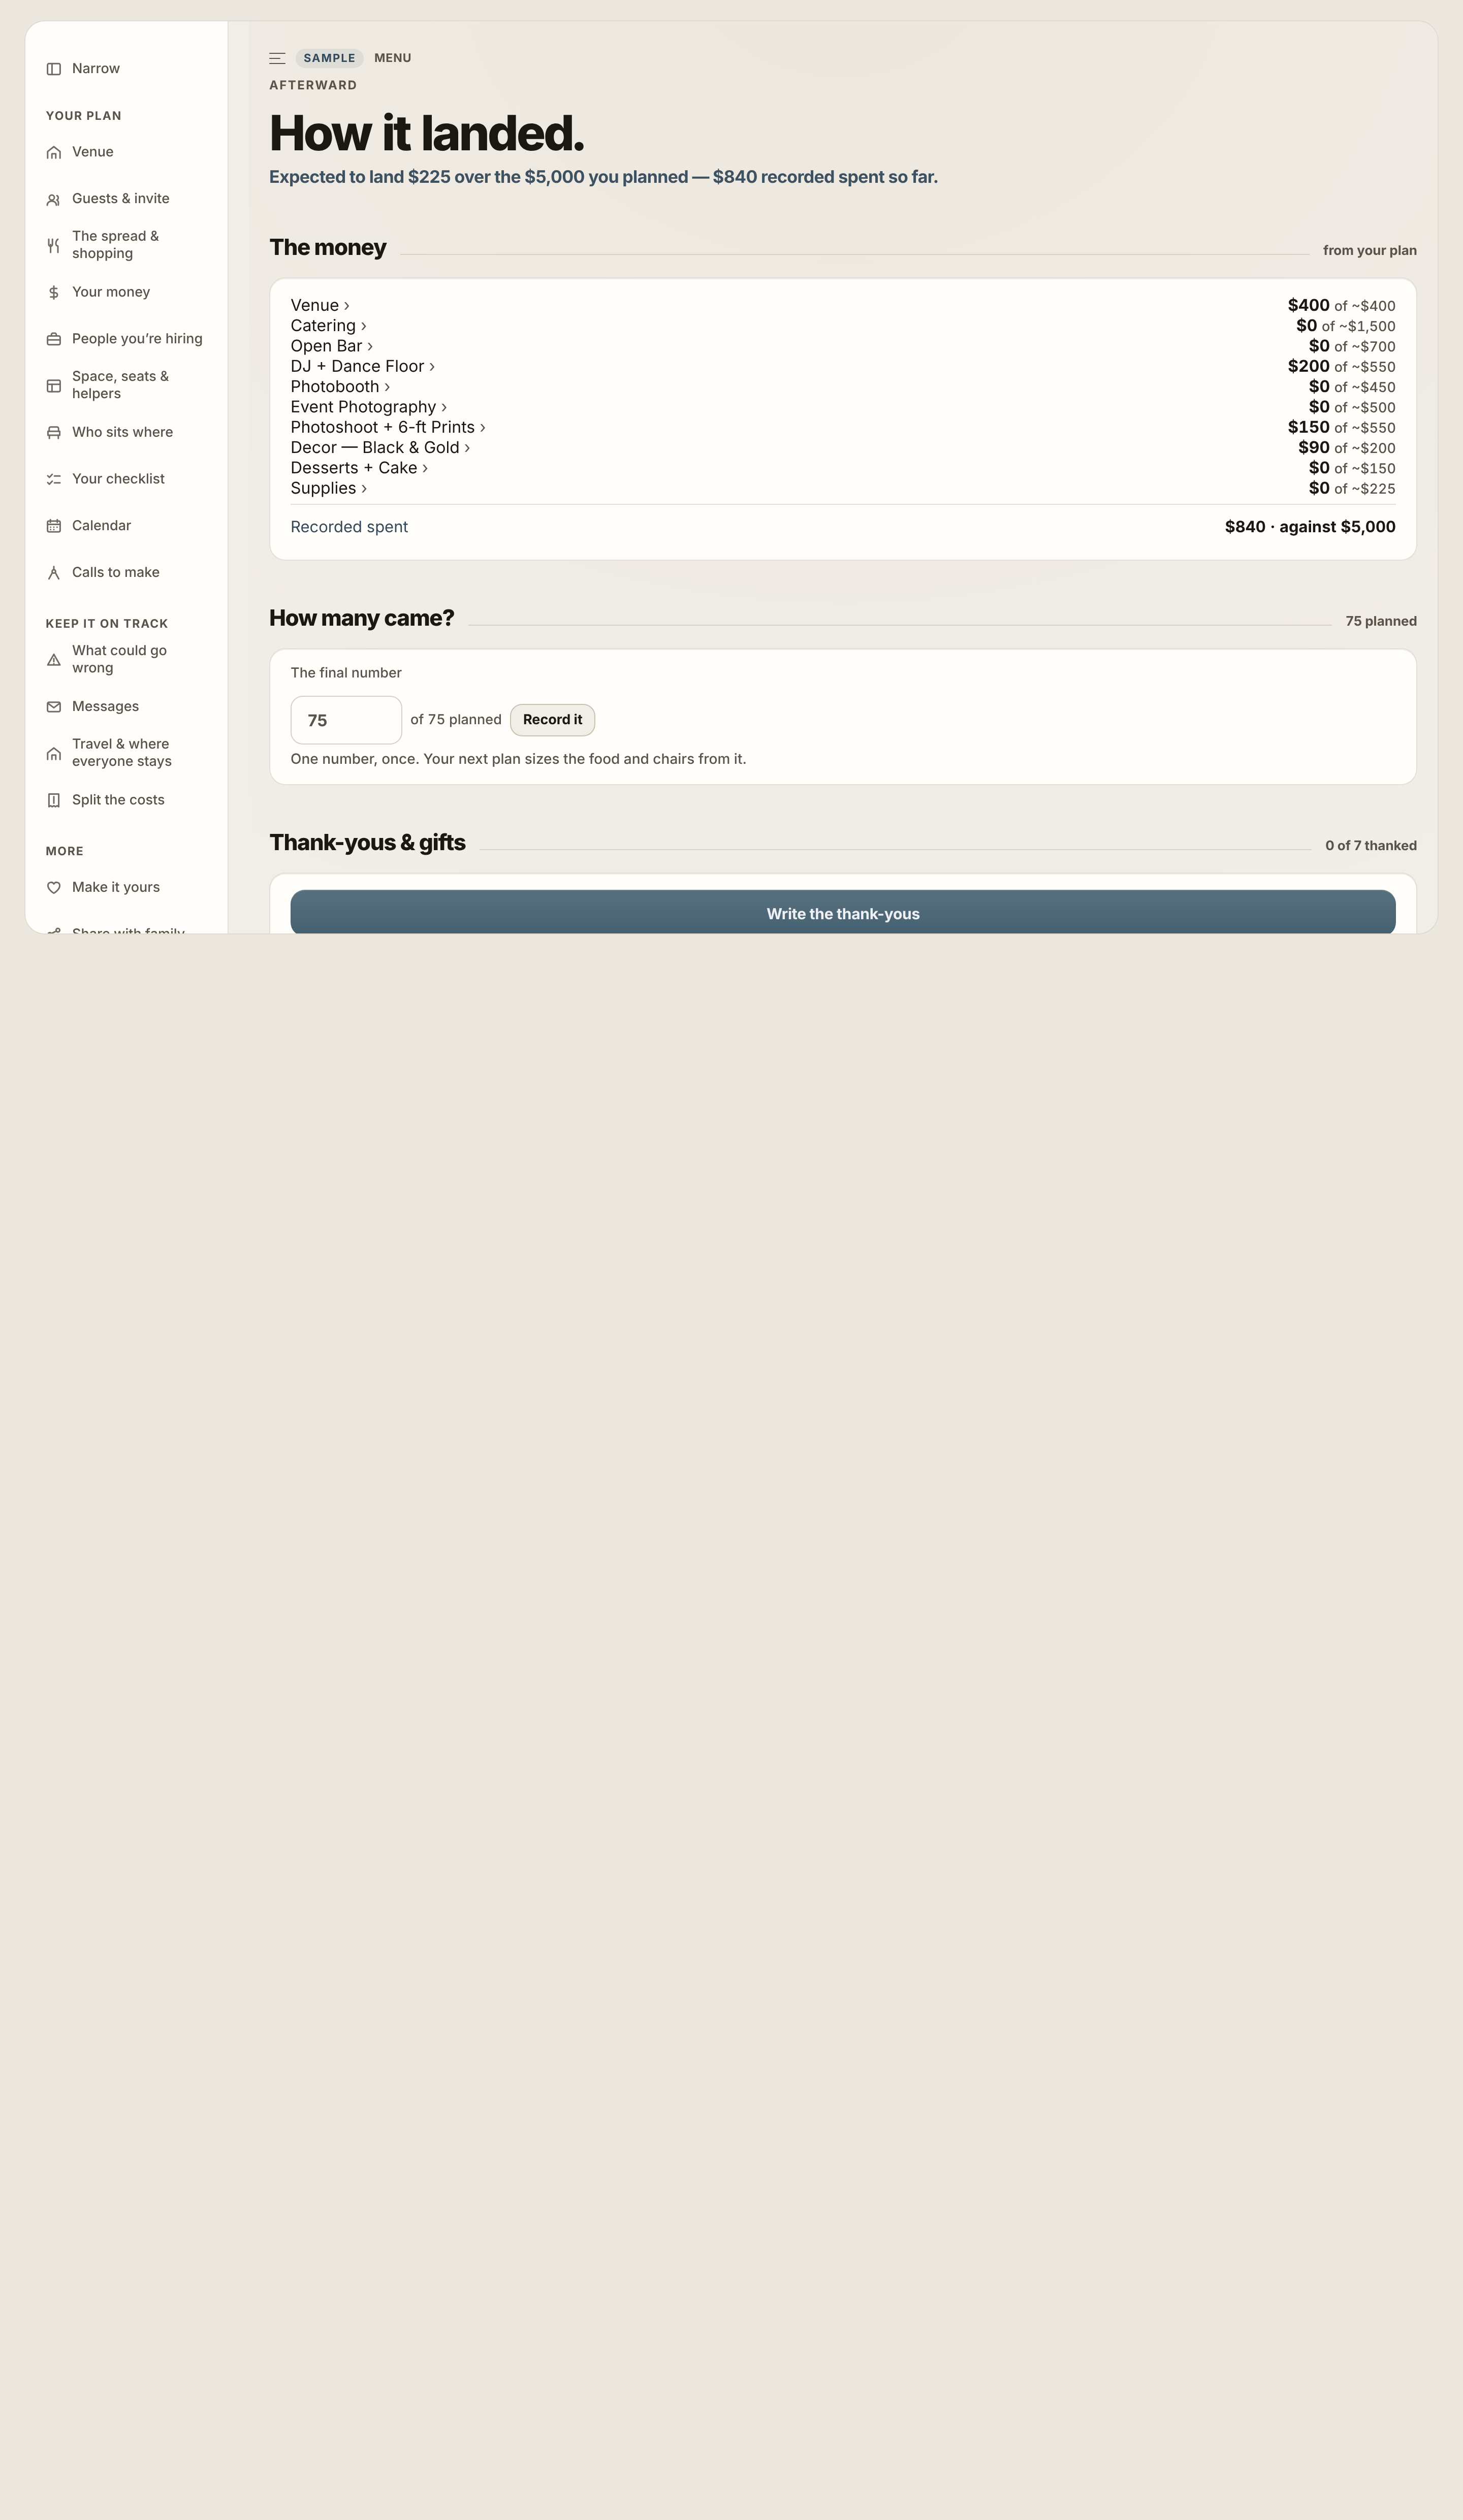 Narrow
YOUR PLAN
Venue
Guests & invite
The spread &
shopping
Your money
People you’re hiring
Space, seats &
helpers
Who sits where
Your checklist
Calendar
Calls to make
KEEP IT ON TRACK
What could go
wrong
Messages
Travel & where
everyone stays
Split the costs
MORE
Make it yours
Share with family
SAMPLE MENU
AFTERWARD
How it landed.
Expected to land $225 over the $5,000 you planned — $840 recorded spent so far.
The money from your plan
Venue › $400 of ~$400
Catering › $0 of ~$1,500
Open Bar › $0 of ~$700
DJ + Dance Floor › $200 of ~$550
Photobooth › $0 of ~$450
Event Photography › $0 of ~$500
Photoshoot + 6-ft Prints › $150 of ~$550
Decor — Black & Gold › $90 of ~$200
Desserts + Cake › $0 of ~$150
Supplies › $0 of ~$225
Recorded spent $840 · against $5,000
How many came? 75 planned
The final number
75 of 75 planned Record it
One number, once. Your next plan sizes the food and chairs from it.
Thank-yous & gifts 0 of 7 thanked
Write the thank-yous